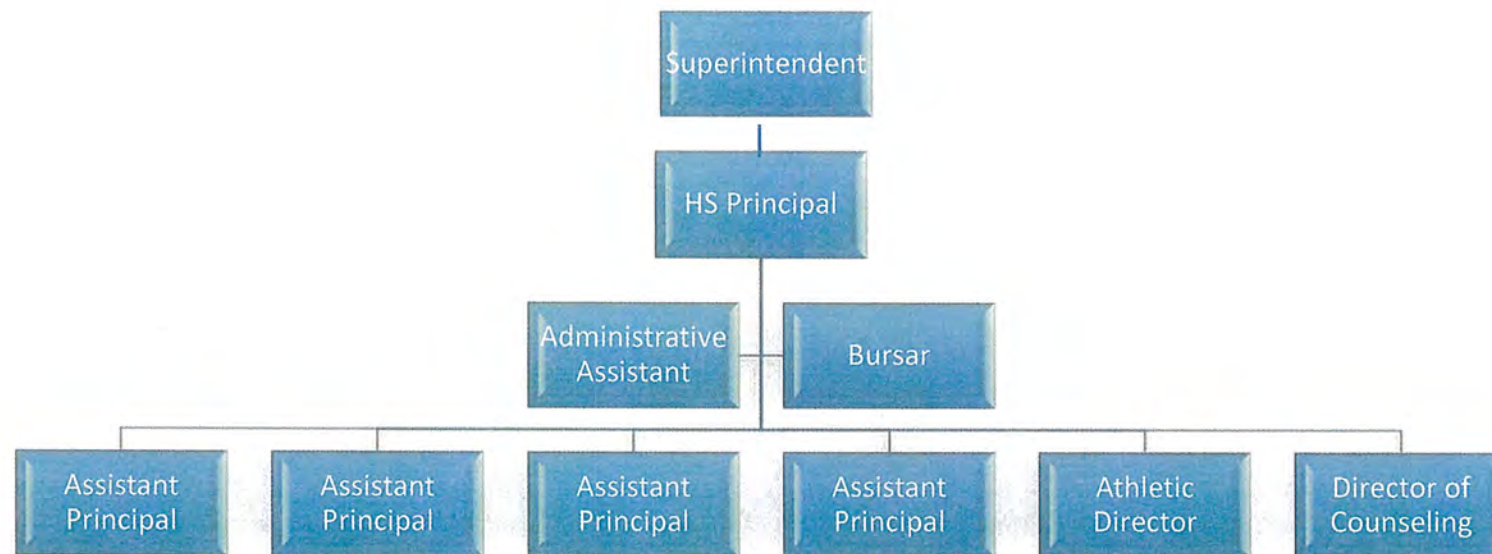 Superintendent
HS Principal
Administrative
Assistant
Bursar
Assistant
Principal
Assistant
Principal
Assistant
Principal
Assistant
Principal
Athletic
Director
Director of
Counseling